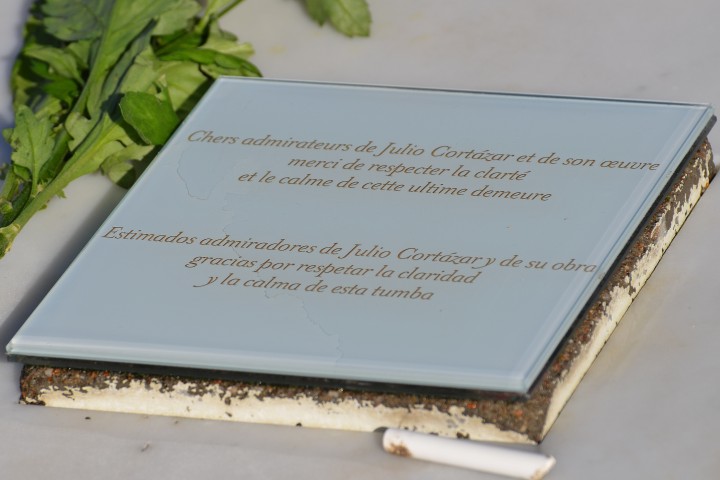 Chers admirateurs de Julio Cortázar et de son œuvre
merci de respecter la clarté
et le calme de cette ultime demeure
Estimados admiradores de Julio Cortázar y de su obra
gracias por respetar la claridad
y la calma de esta tumba